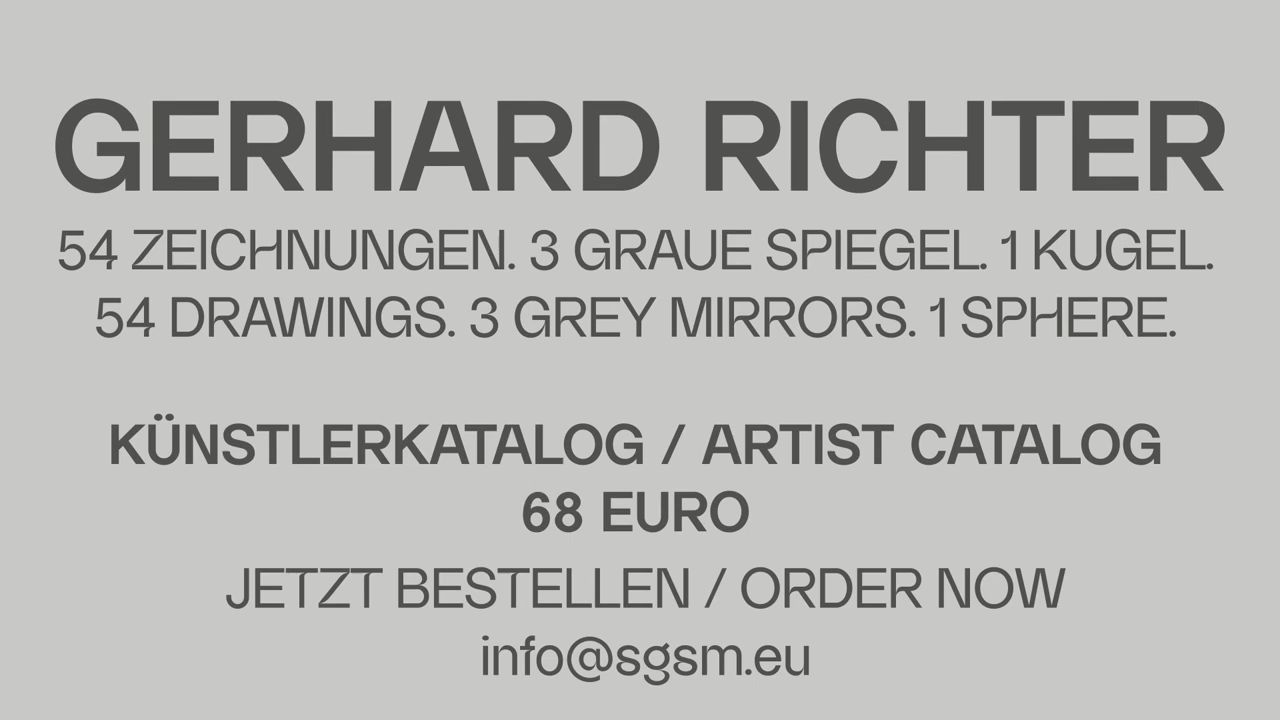 GERHARD RICHTER
54 ZEICHNUNGEN. 3 GRAUE SPIEGEL. 1 KUGEL.
54 DRAWINGS. 3 GREY MIRRORS. 1 SPHERE.
KÜNSTLERKATALOG / ARTIST CATALOG
68 EURO
JETZT BESTELLEN / ORDER NOW
info@sgsm.eu